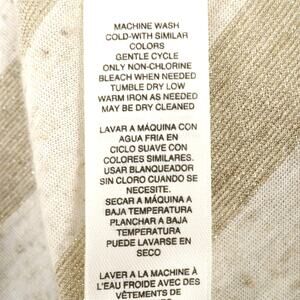 MACHINE WASH
COLD-WITH SIMILAR
COLORS
GENTLE CYCLE
ONLY NON-CHLORINE
BLEACH WHEN NEEDED
TUMBLE DRY LOW
WARM IRON AS NEEDED
MAY BE DRY CLEANED
LAVAR A MÁQUINA CON
AGUA FRIA EN
CICLO SUAVE CON
COLORES SIMILARES.
USAR BLANQUEADOR
SIN CLORO CUANDO SE
NECESITE.
SECAR A MÁQUINA A
BAJA TEMPERATURA
PLANCHAR A BAJA
TEMPERATURA
PUEDE LAVARSE EN
SECO
LAVER A LA MACHINE À
L'EAU FROIDE AVEC DES
VÊTEMENTS DE